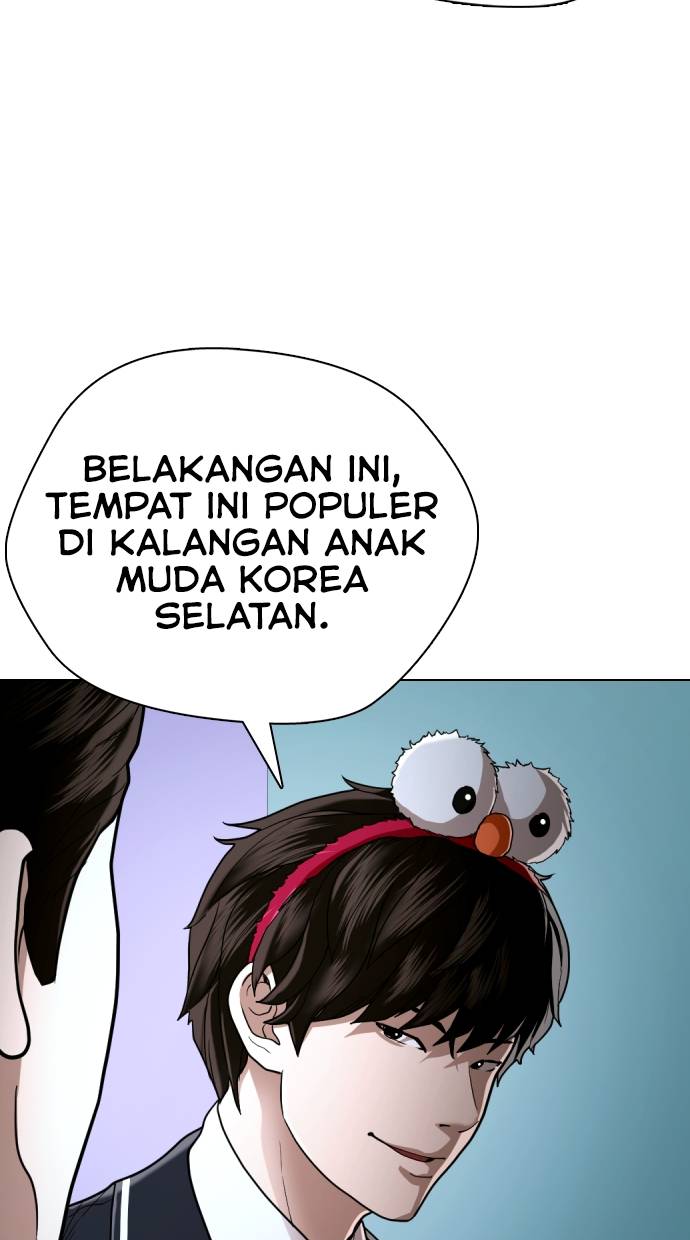 BELAKANGAN INI,
TEMPAT INI POPULER
DI KALANGAN ANAK
MUDA KOREA
SELATAN.